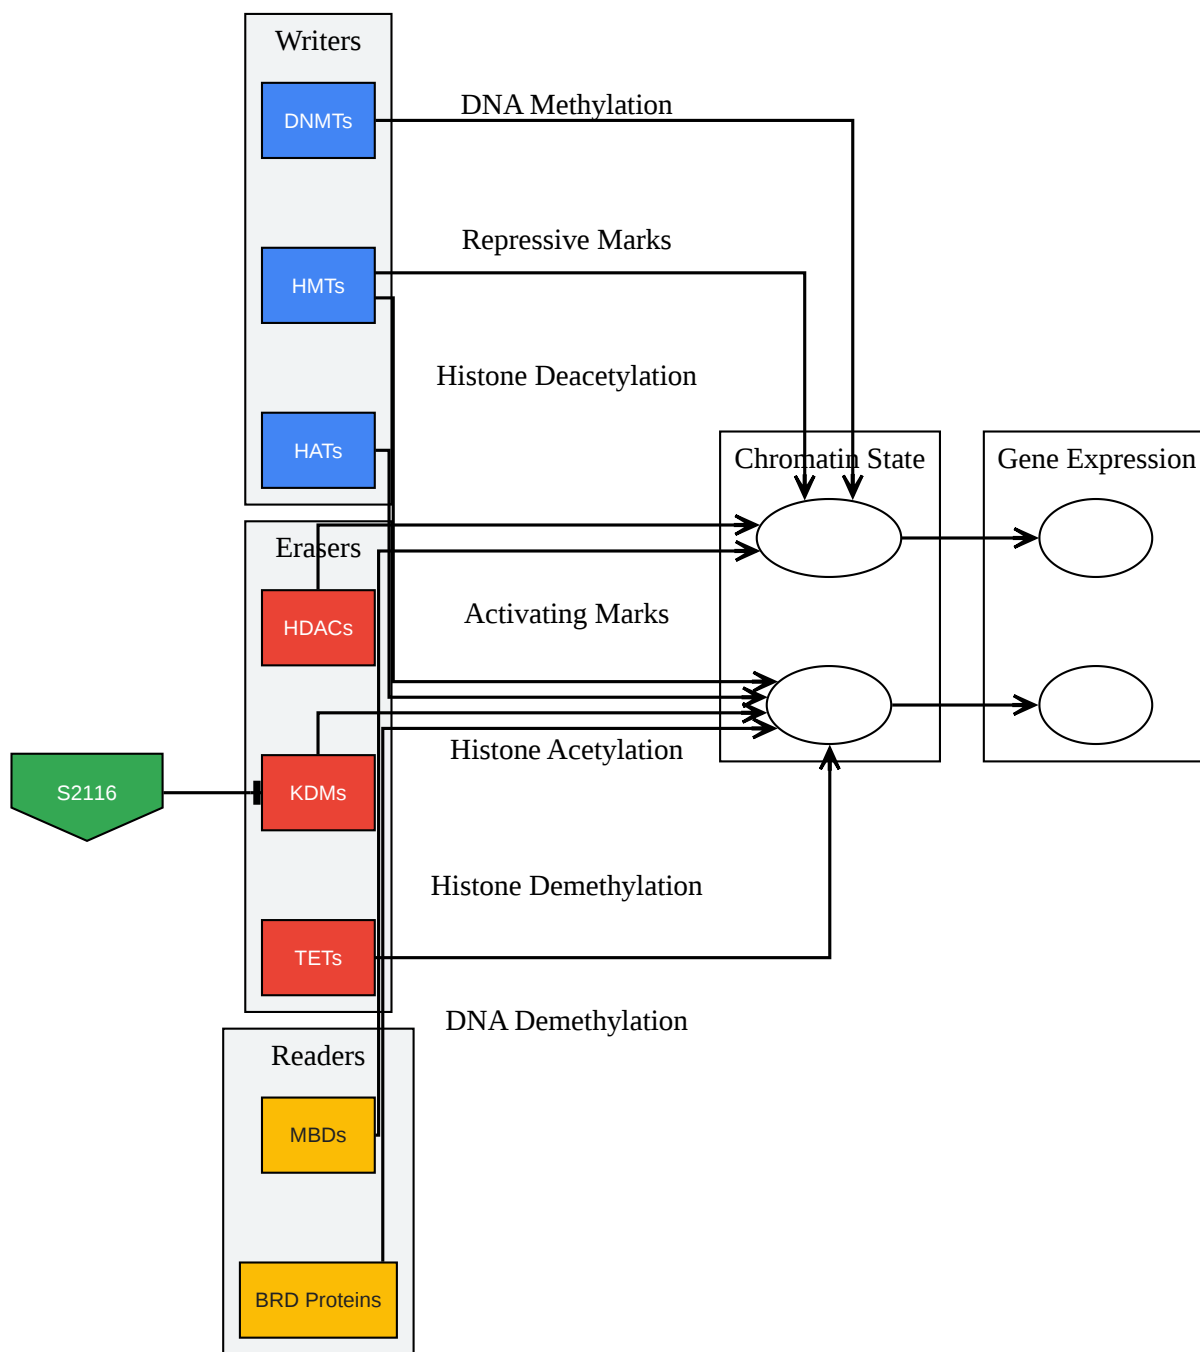 Writers
DNMTs
DNA Methylation
HMTs
Repressive Marks
Histone Deacetylation
HATs
Chromatin State
Gene Expression
Erasers
HDACs
Activating Marks
Histone Acetylation
S2116
KDMs
Histone Demethylation
TETs
DNA Demethylation
Readers
MBDs
BRD Proteins